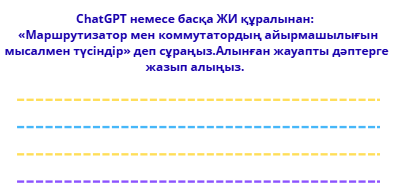 ChatGPT немесе басқа ЖИ құралынан:
«Маршрутизатор мен коммутатордың айырмашылығын
мысалмен түсіндір» деп сұраңыз.Алынған жауапты дәптерге
жазып алыңыз.